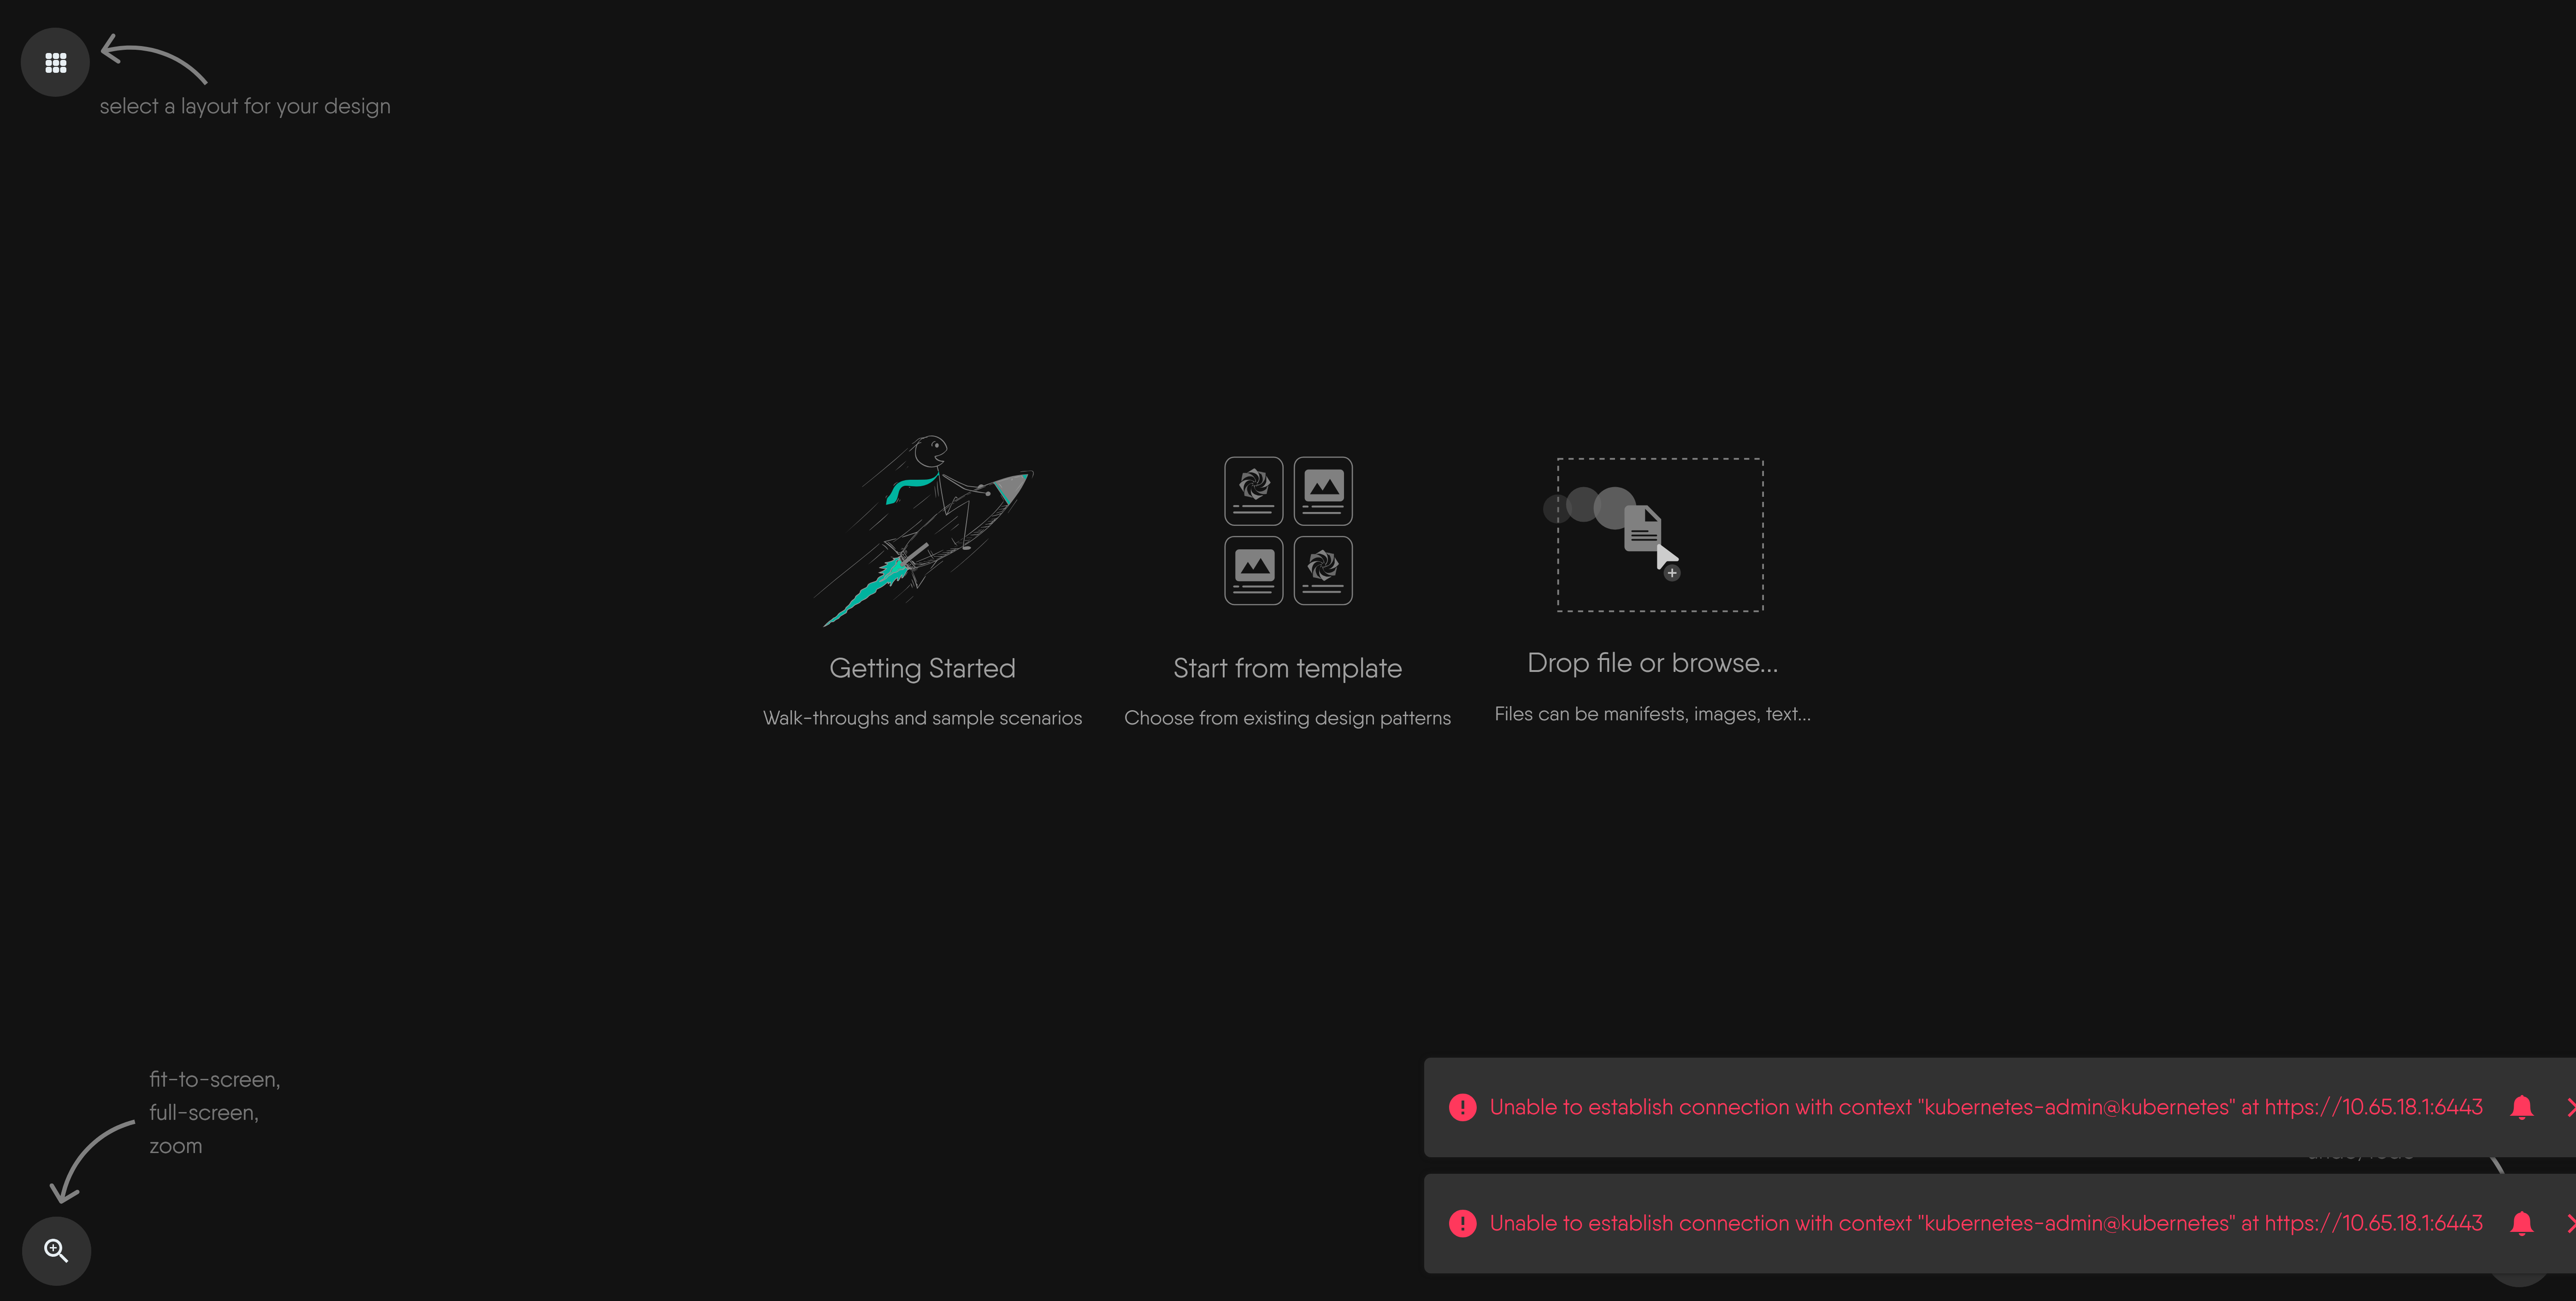 select a layout for your design
Getting Started
Walk-throughs and sample scenarios
Start from template
Choose from existing design patterns
Drop file or browse...
Files can be manifests, images, text...
fit-to-screen,
full-screen,
zoom
Unable to establish connection with context "kubernetes-admin@kubernetes" at https://10.65.18.1:6443
Unable to establish connection with context "kubernetes-admin@kubernetes" at https://10.65.18.1:6443